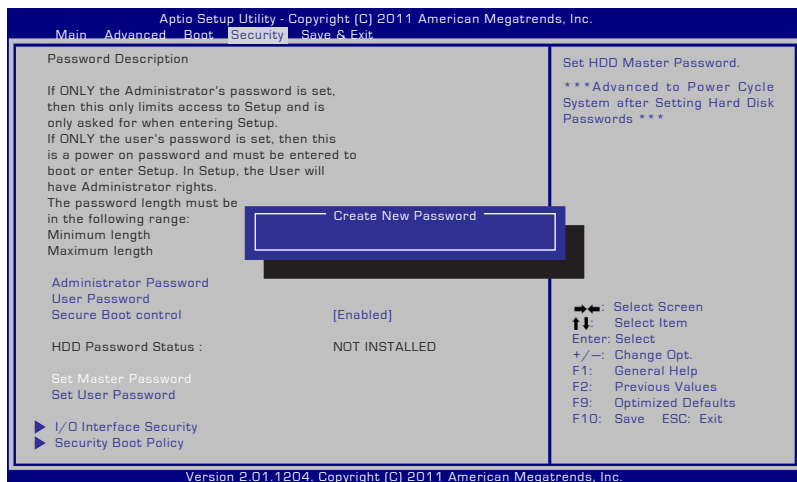 Aptio Setup Utility - Copyright (C) 2011 American Megatrends, Inc.
Main Advanced Boot Security Save & Exit
Password Description
If ONLY the Administrator's password is set,
then this only limits access to Setup and is
only asked for when entering Setup.
If ONLY the user's password is set, then this
is a power on password and must be entered to
boot or enter Setup. In Setup, the User will
have Administrator rights.
The password length must be
in the following range:
Minimum length
Maximum length
Create New Password
Administrator Password
User Password
Secure Boot control [Enabled]
HDD Password Status : NOT INSTALLED
Set Master Password
Set User Password
I/O Interface Security
Security Boot Policy
Set HDD Master Password.
***Advanced to Power Cycle
System after Setting Hard Disk
Passwords ***
→←: Select Screen
↑↓: Select Item
Enter: Select
+/–: Change Opt.
F1: General Help
F2: Previous Values
F9: Optimized Defaults
F10: Save ESC: Exit
Version 2.01.1204. Copyright (C) 2011 American Megatrends, Inc.